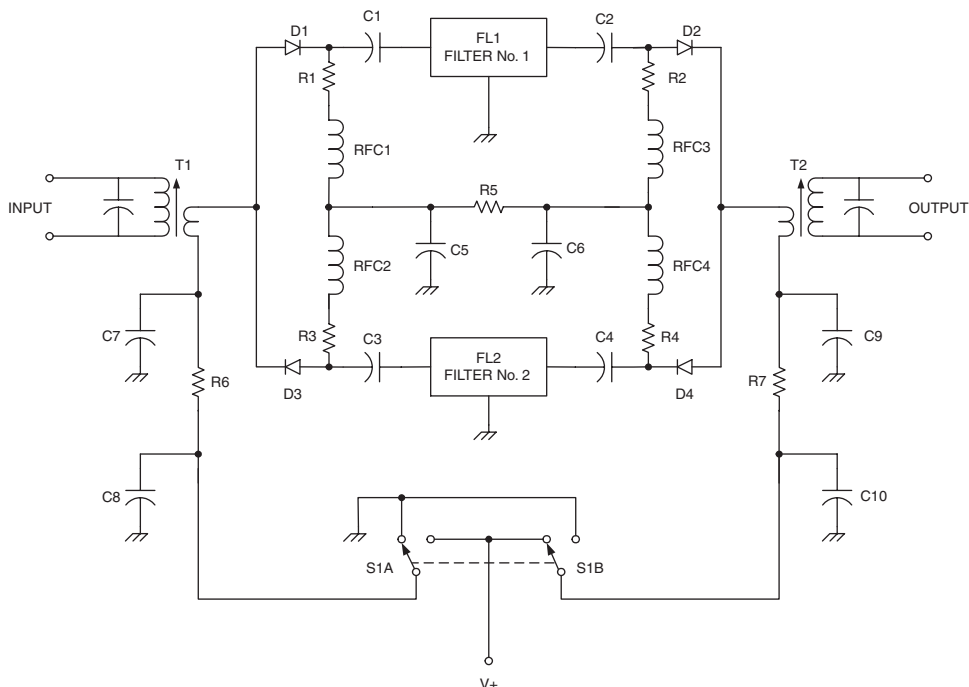 C1
C2
D1
FL1
FILTER No. 1
D2
R1
R2
RFC1
RFC3
T1
T2
R5
INPUT
OUTPUT
C5
C6
RFC2
RFC4
C7
R3
C3
C4
R4
C9
FL2
FILTER No. 2
R6
R7
D3
D4
C8
C10
S1A
S1B
V+